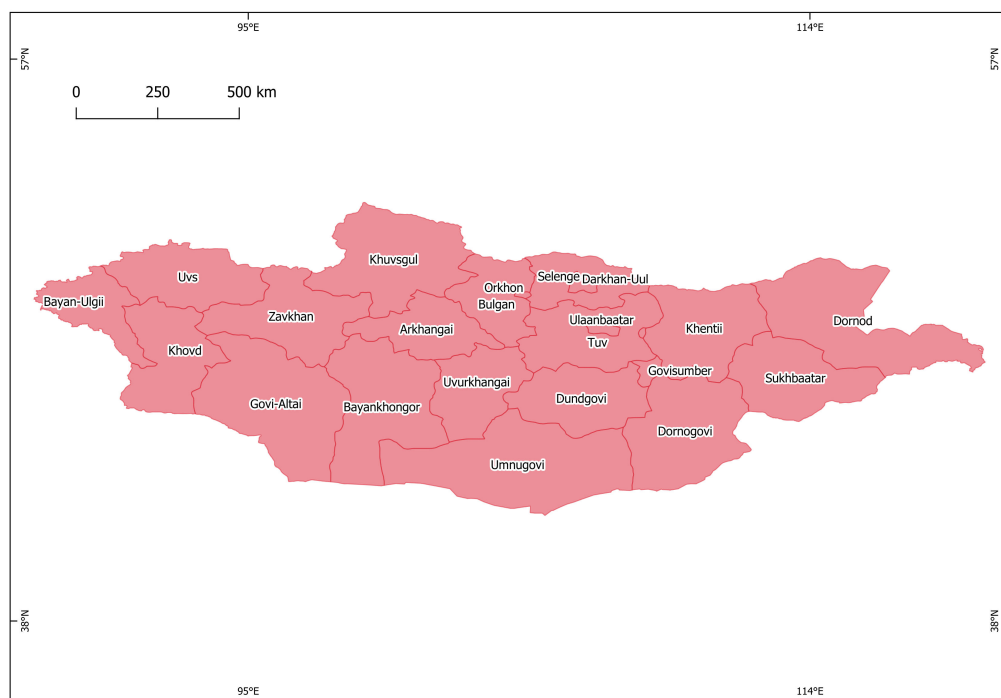 95°E 114°E
57°N 57°N
0 250 500 km
Khuvsgul
Uvs
Selenge Darkhan-Uul
Orkhon
Bayan-Ulgii
Bulgan
Zavkhan
Ulaanbaatar
Dornod
Arkhangai
Khentii
Tuv
Khovd
Govisumber
Sukhbaatar
Uvurkhangai
Dundgovi
Govi-Altai
Bayankhongor
Dornogovi
Umnugovi
38°N 38°N
95°E 114°E